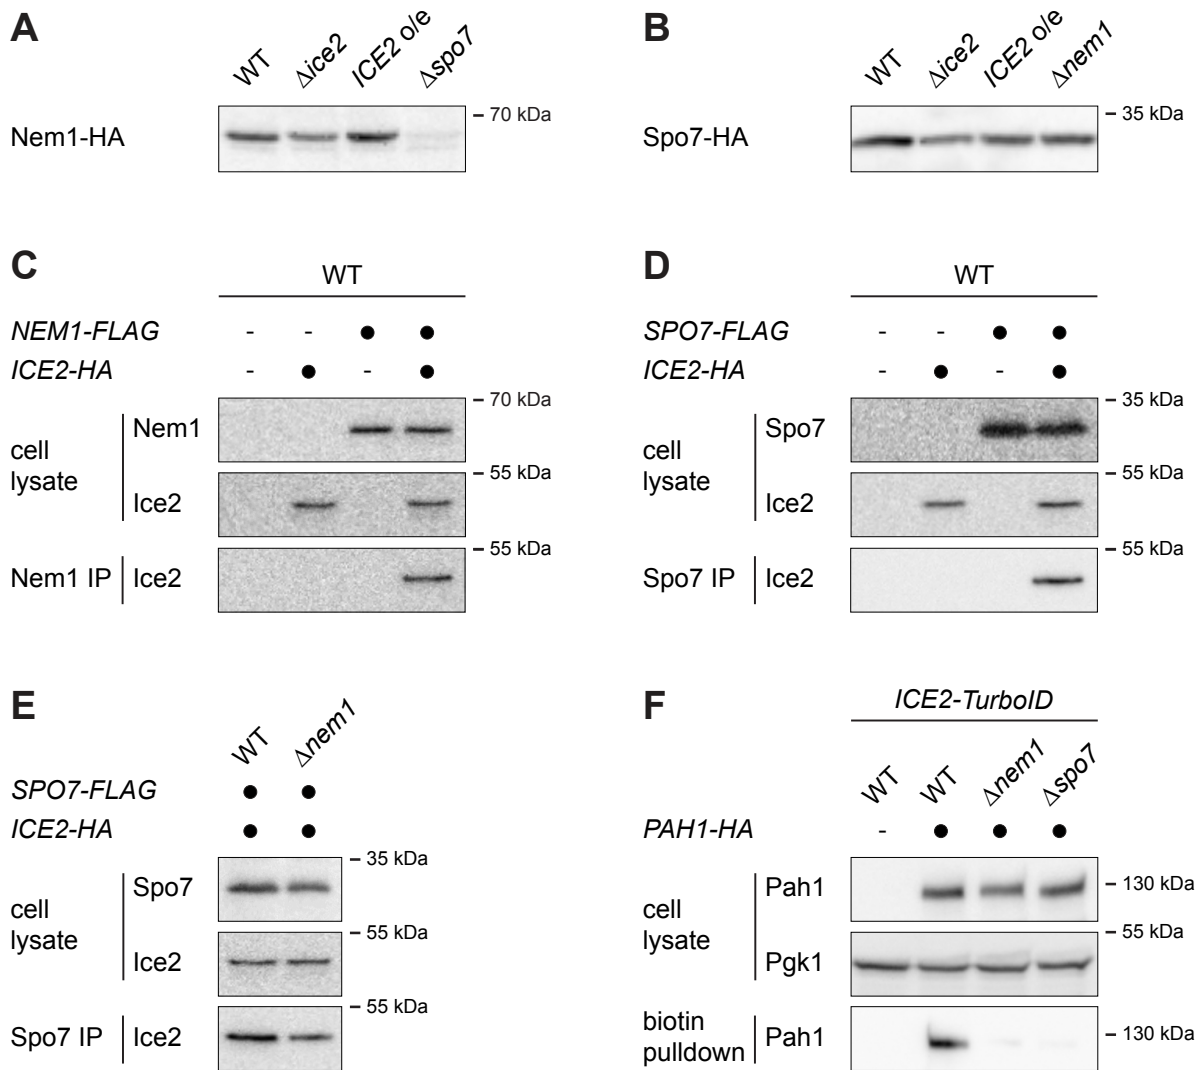 A
WT Δice2 ICE2 o/e Δspo7
Nem1-HA
– 70 kDa
B
WT Δice2 ICE2 o/e Δnem1
Spo7-HA
– 35 kDa
C
WT
NEM1-FLAG - - ● ●
ICE2-HA - ● - ●
cell lysate
Nem1 – 70 kDa
Ice2 – 55 kDa
Nem1 IP Ice2 – 55 kDa
D
WT
SPO7-FLAG - - ● ●
ICE2-HA - ● - ●
cell lysate
Spo7 – 35 kDa
Ice2 – 55 kDa
Spo7 IP Ice2 – 55 kDa
E
WT Δnem1
SPO7-FLAG ● ●
ICE2-HA ● ●
cell lysate
Spo7 – 35 kDa
Ice2 – 55 kDa
Spo7 IP Ice2 – 55 kDa
F
ICE2-TurboID
WT WT Δnem1 Δspo7
PAH1-HA - ● ● ●
cell lysate
Pah1 – 130 kDa
Pgk1 – 55 kDa
biotin pulldown Pah1 – 130 kDa